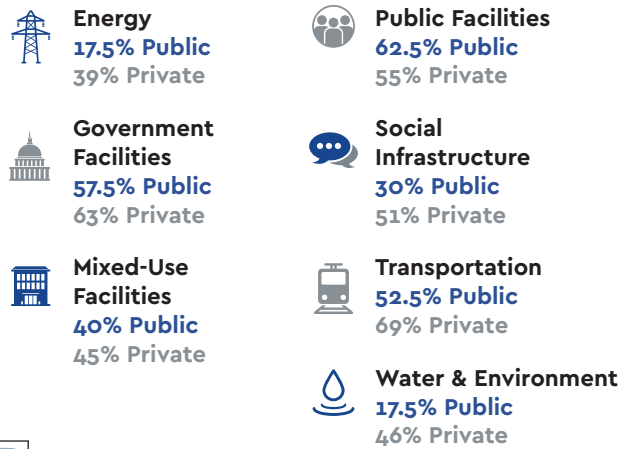 Energy
17.5% Public
39% Private
Government
Facilities
57.5% Public
63% Private
Mixed-Use
Facilities
40% Public
45% Private
Public Facilities
62.5% Public
55% Private
Social
Infrastructure
30% Public
51% Private
Transportation
52.5% Public
69% Private
Water & Environment
17.5% Public
46% Private